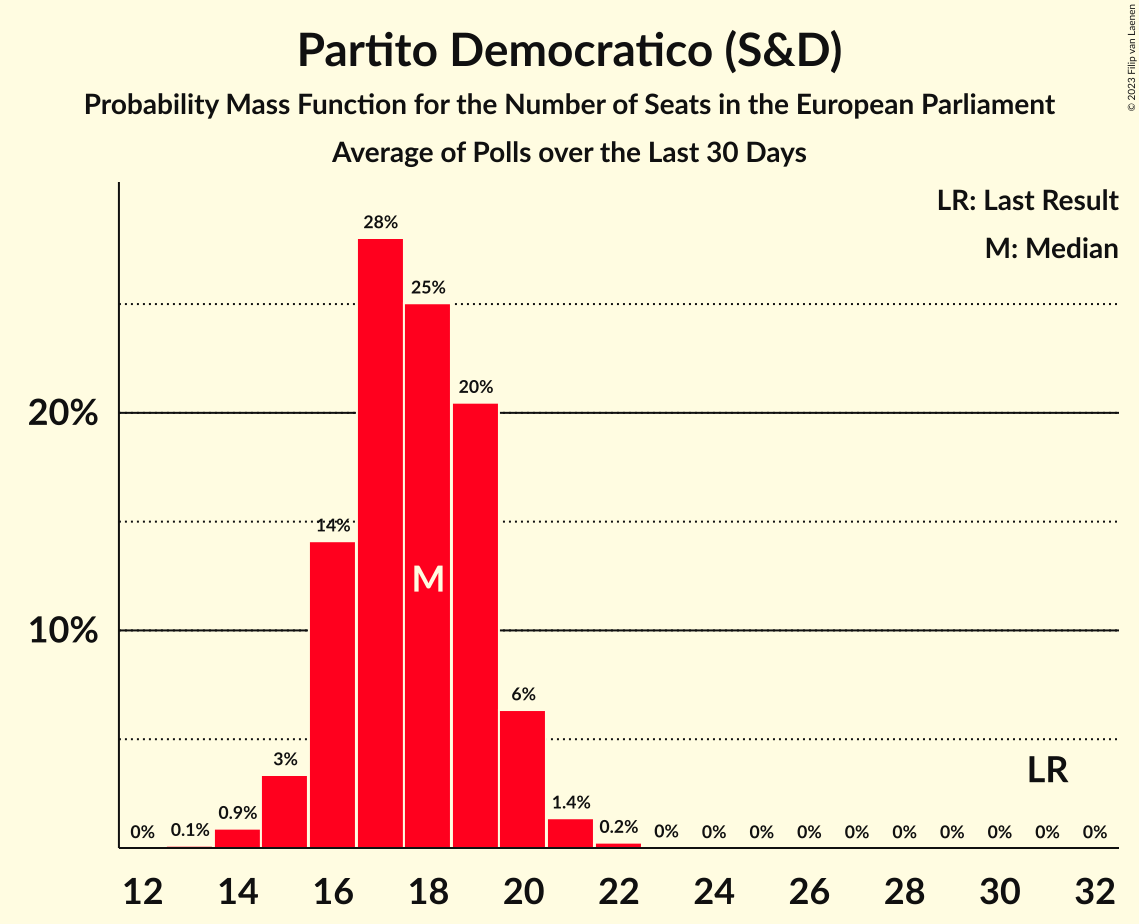 Partito Democratico (S&D)
Probability Mass Function for the Number of Seats in the European Parliament
Average of Polls over the Last 30 Days
© 2023 Filip van Laenen
LR: Last Result
M: Median
28%
25%
20%
20%
14%
M
10%
6%
3%
LR
0% 0.1% 0.9% 1.4% 0.2% 0% 0% 0% 0% 0% 0% 0% 0% 0% 0%
12 14 16 18 20 22 24 26 28 30 32